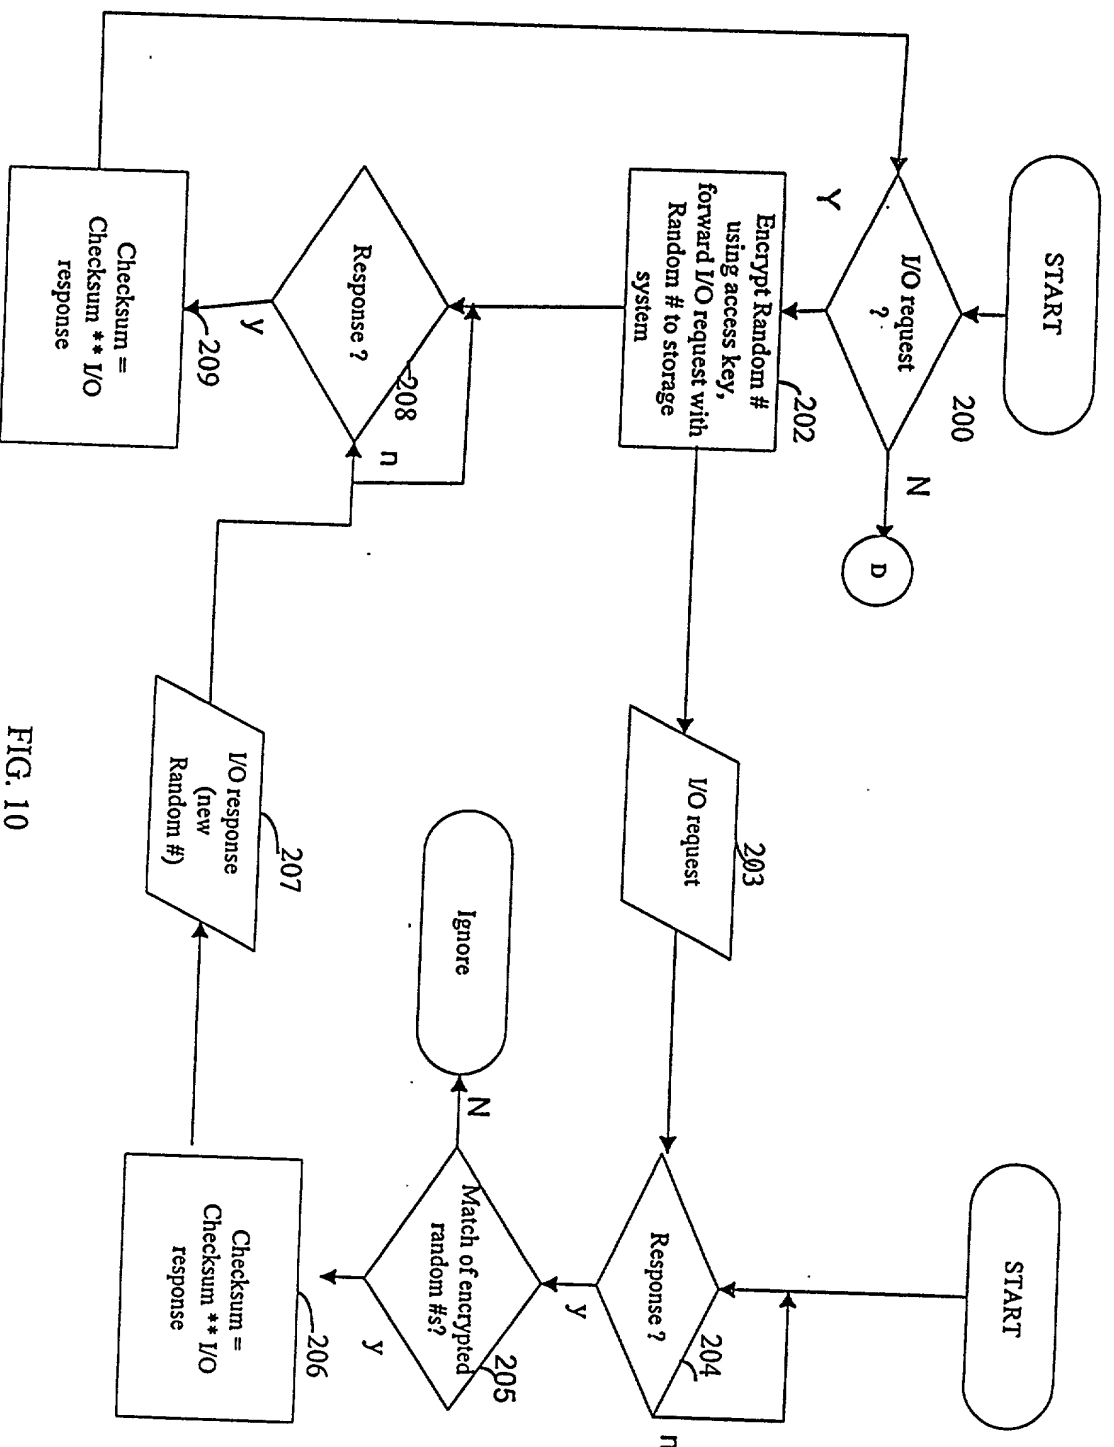 START
200
I/O request
?
Y
N
D
202
Encrypt Random #
using access key,
forward I/O request with
Random # to storage
system
203
I/O request
START
204
Response ?
n
y
205
Match of encrypted
random #s?
N
Ignore
y
206
Checksum =
Checksum ** I/O
response
207
I/O response
(new
Random #)
208
Response ?
n
y
209
Checksum =
Checksum ** I/O
response
FIG. 10